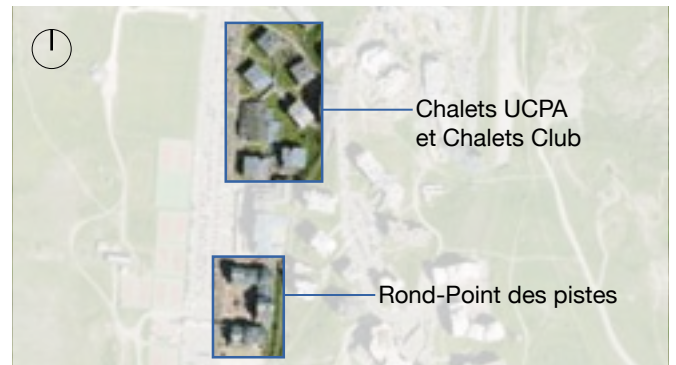 Chalets UCPA
et Chalets Club
Rond-Point des pistes